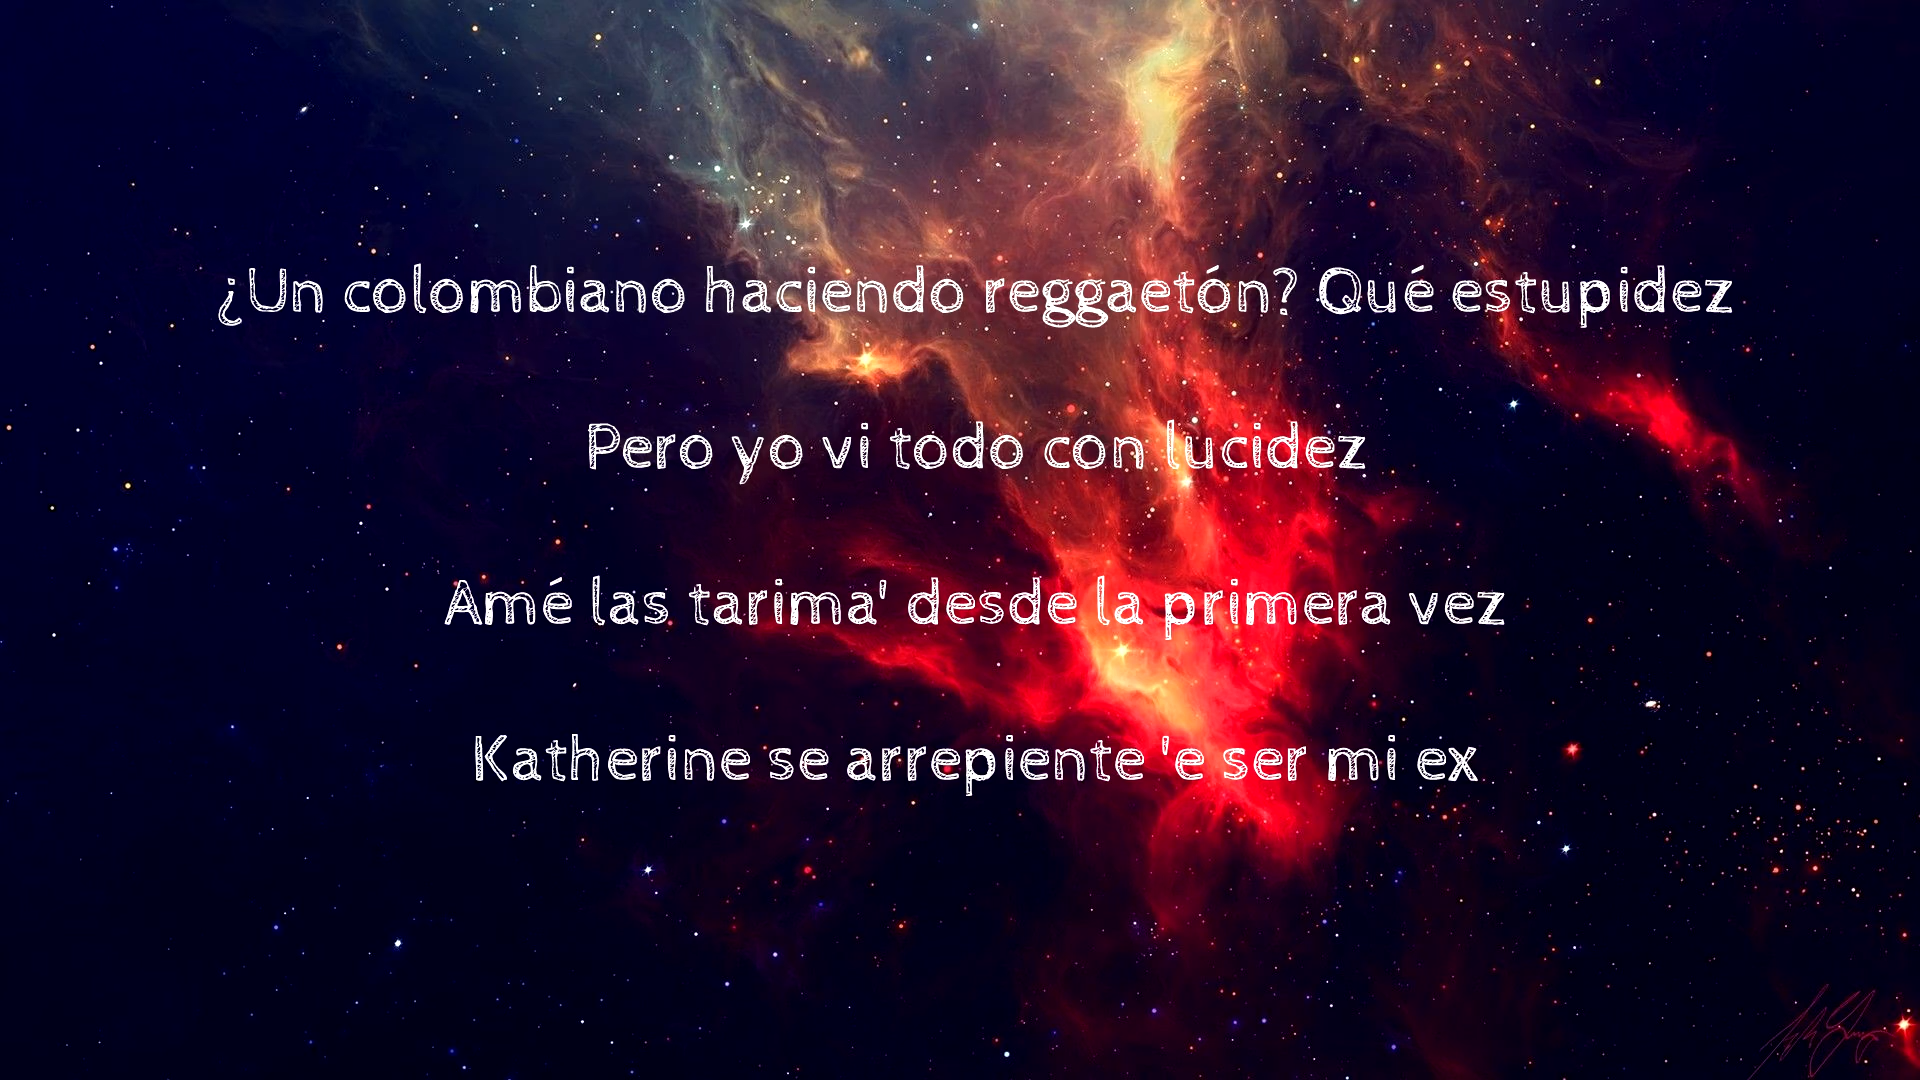 ¿Un colombiano haciendo reggaetón? Qué estupidez
Pero yo vi todo con lucidez
Amé las tarima' desde la primera vez
Katherine se arrepiente 'e ser mi ex